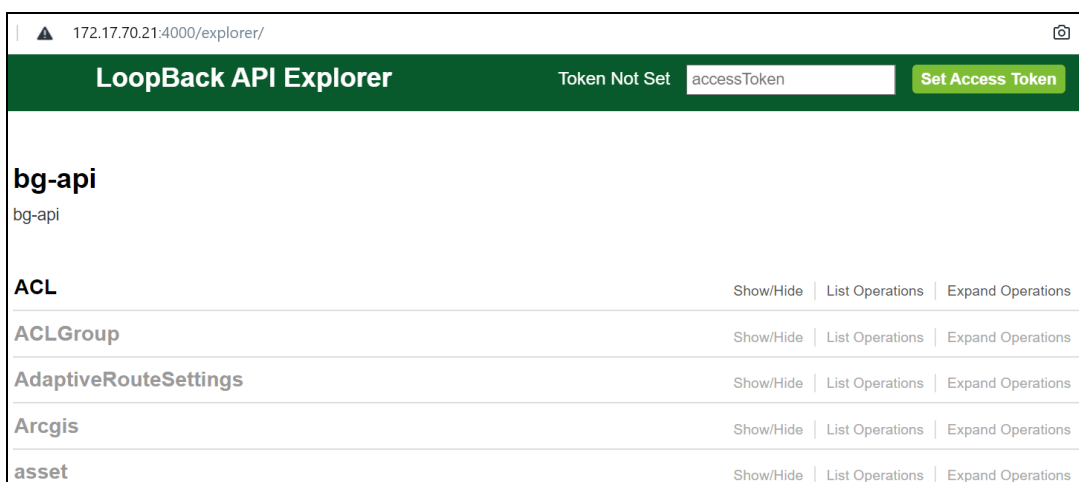 172.17.70.21:4000/explorer/
LoopBack API Explorer Token Not Set accessToken Set Access Token
bg-api
bg-api
ACL Show/Hide List Operations Expand Operations
ACLGroup Show/Hide List Operations Expand Operations
AdaptiveRouteSettings Show/Hide List Operations Expand Operations
Arcgis Show/Hide List Operations Expand Operations
asset Show/Hide List Operations Expand Operations